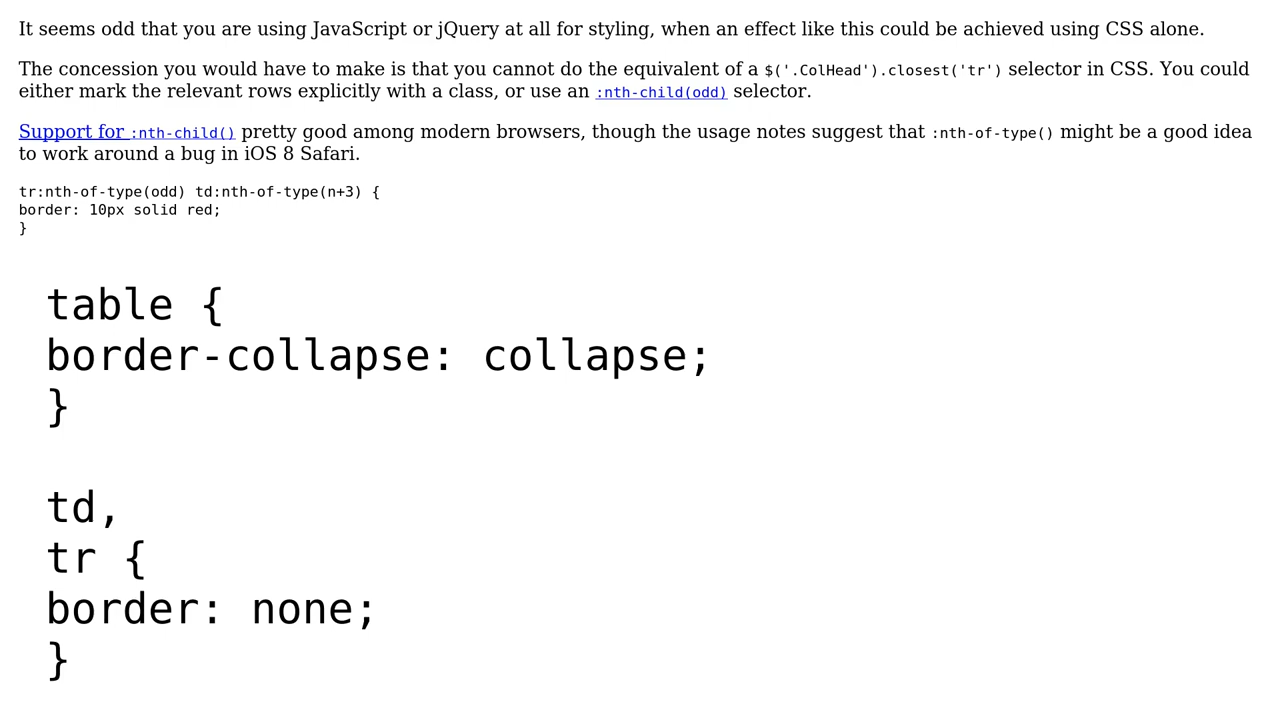 It seems odd that you are using JavaScript or jQuery at all for styling, when an effect like this could be achieved using CSS alone.
The concession you would have to make is that you cannot do the equivalent of a $('.ColHead').closest('tr') selector in CSS. You could
either mark the relevant rows explicitly with a class, or use an :nth-child(odd) selector.
Support for :nth-child() pretty good among modern browsers, though the usage notes suggest that :nth-of-type() might be a good idea
to work around a bug in iOS 8 Safari.
tr:nth-of-type(odd) td:nth-of-type(n+3) {
border: 10px solid red;
}
table {
border-collapse: collapse;
}
td,
tr {
border: none;
}